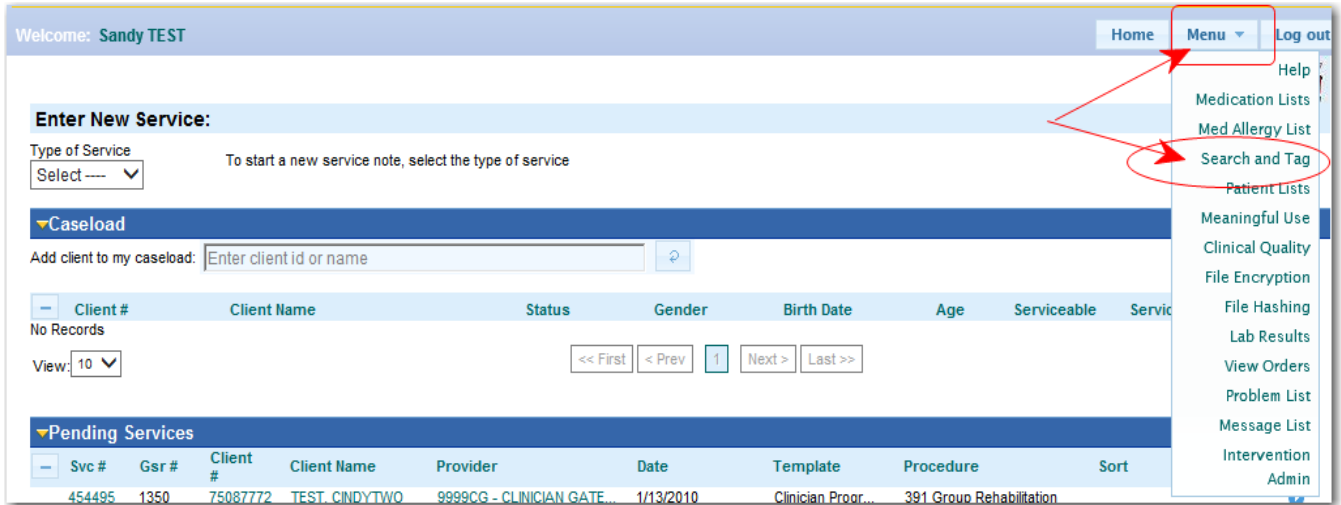 Welcome: Sandy TEST Home Menu Log out
Help
Medication Lists
Enter New Service:
Med Allergy List
Type of Service
To start a new service note, select the type of service
Search and Tag
Select ----
Patient Lists
Caseload
Meaningful Use
Add client to my caseload: Enter client id or name
Clinical Quality
File Encryption
Client # Client Name Status Gender Birth Date Age Serviceable
File Hashing
No Records
Lab Results
View: 10 << First < Prev 1 Next > Last >>
View Orders
Problem List
Message List
Pending Services
Intervention Admin
Svc # Gsr # Client # Client Name Provider Date Template Procedure Sort
454495 1350 75087772 TEST, CINDYTWO 9999CG - CLINICIAN GATE... 1/13/2010 Clinician Progr... 391 Group Rehabilitation